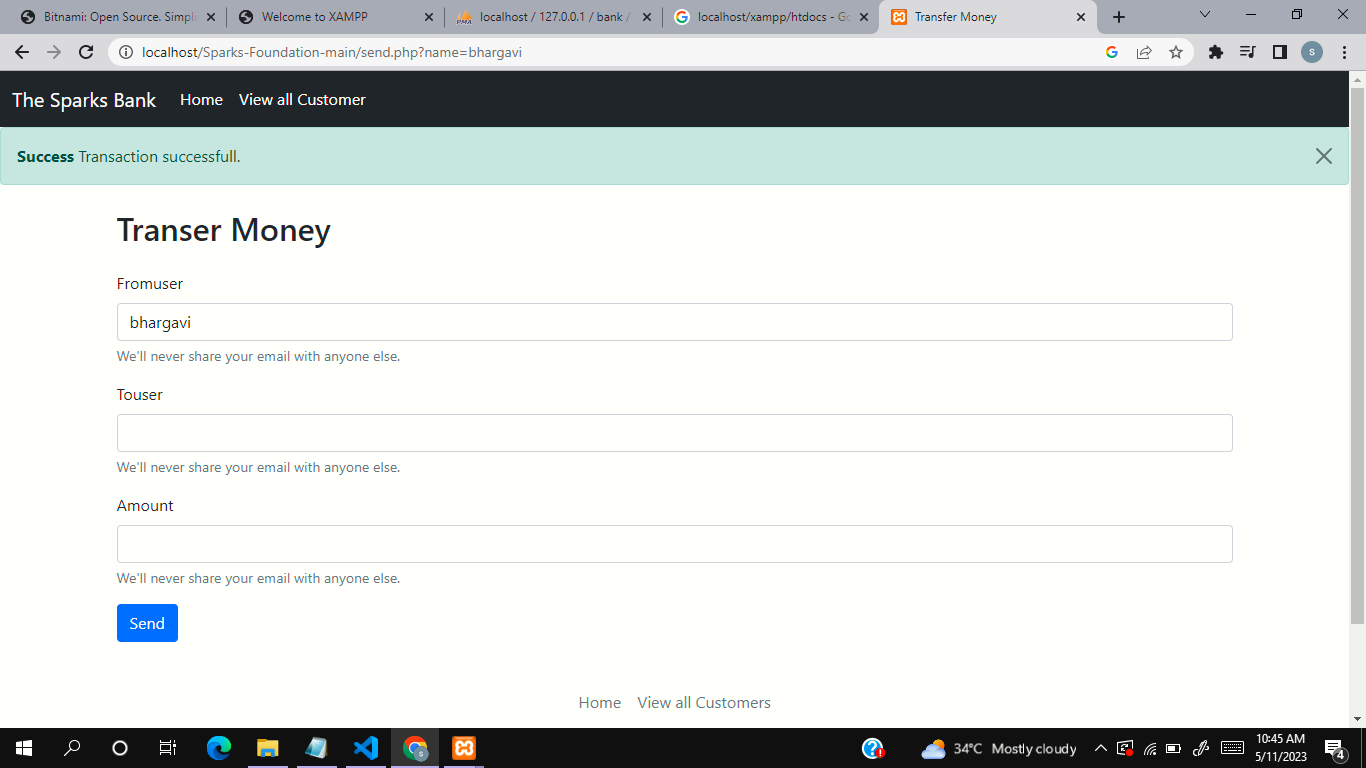 Bitnami: Open Source. Simpli
Welcome to XAMPP
localhost / 127.0.0.1 / bank /
localhost/xampp/htdocs - Go
Transfer Money
localhost/Sparks-Foundation-main/send.php?name=bhargavi
S
The Sparks Bank Home View all Customer
Success Transaction successfull.
Transer Money
Fromuser
bhargavi
We'll never share your email with anyone else.
Touser
We'll never share your email with anyone else.
Amount
We'll never share your email with anyone else.
Send
Home View all Customers
34°C Mostly cloudy
10:45 AM
5/11/2023
4